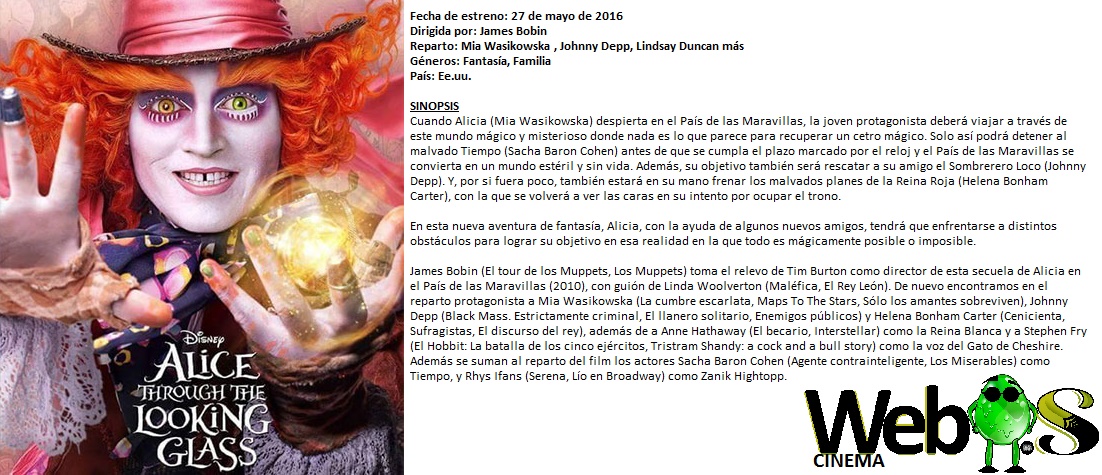 Disney
ALICE
THROUGH THE
LOOKING
GLASS
Fecha de estreno: 27 de mayo de 2016
Dirigida por: James Bobin
Reparto: Mia Wasikowska , Johnny Depp, Lindsay Duncan más
Géneros: Fantasía, Familia
País: Ee.uu.
SINOPSIS
Cuando Alicia (Mia Wasikowska) despierta en el País de las Maravillas, la joven protagonista deberá viajar a través de
este mundo mágico y misterioso donde nada es lo que parece para recuperar un cetro mágico. Solo así podrá detener al
malvado Tiempo (Sacha Baron Cohen) antes de que se cumpla el plazo marcado por el reloj y el País de las Maravillas se
convierta en un mundo estéril y sin vida. Además, su objetivo también será rescatar a su amigo el Sombrerero Loco (Johnny
Depp). Y, por si fuera poco, también estará en su mano frenar los malvados planes de la Reina Roja (Helena Bonham
Carter), con la que se volverá a ver las caras en su intento por ocupar el trono.
En esta nueva aventura de fantasía, Alicia, con la ayuda de algunos nuevos amigos, tendrá que enfrentarse a distintos
obstáculos para lograr su objetivo en esa realidad en la que todo es mágicamente posible o imposible.
James Bobin (El tour de los Muppets, Los Muppets) toma el relevo de Tim Burton como director de esta secuela de Alicia en
el País de las Maravillas (2010), con guión de Linda Woolverton (Maléfica, El Rey León). De nuevo encontramos en el
reparto protagonista a Mia Wasikowska (La cumbre escarlata, Maps To The Stars, Sólo los amantes sobreviven), Johnny
Depp (Black Mass. Estrictamente criminal, El llanero solitario, Enemigos públicos) y Helena Bonham Carter (Cenicienta,
Sufragistas, El discurso del rey), además de a Anne Hathaway (El becario, Interstellar) como la Reina Blanca y a Stephen Fry
(El Hobbit: La batalla de los cinco ejércitos, Tristram Shandy: a cock and a bull story) como la voz del Gato de Cheshire.
Además se suman al reparto del film los actores Sacha Baron Cohen (Agente contrainteligente, Los Miserables) como
Tiempo, y Rhys Ifans (Serena, Lío en Broadway) como Zanik Hightopp.
Web .S
CINEMA